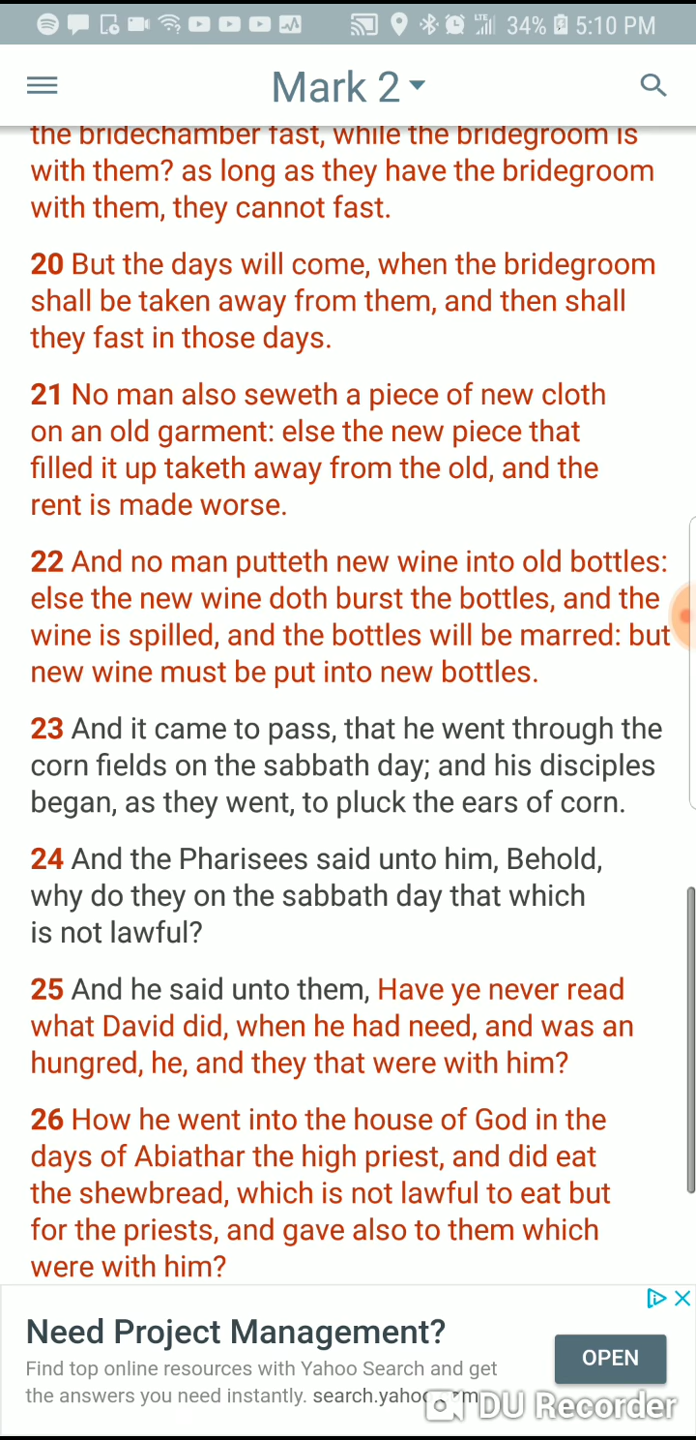 34% 5:10 PM
Mark 2
the bridechamber fast, while the bridegroom is
with them? as long as they have the bridegroom
with them, they cannot fast.
20 But the days will come, when the bridegroom
shall be taken away from them, and then shall
they fast in those days.
21 No man also seweth a piece of new cloth
on an old garment: else the new piece that
filled it up taketh away from the old, and the
rent is made worse.
22 And no man putteth new wine into old bottles:
else the new wine doth burst the bottles, and the
wine is spilled, and the bottles will be marred: but
new wine must be put into new bottles.
23 And it came to pass, that he went through the
corn fields on the sabbath day; and his disciples
began, as they went, to pluck the ears of corn.
24 And the Pharisees said unto him, Behold,
why do they on the sabbath day that which
is not lawful?
25 And he said unto them, Have ye never read
what David did, when he had need, and was an
hungred, he, and they that were with him?
26 How he went into the house of God in the
days of Abiathar the high priest, and did eat
the shewbread, which is not lawful to eat but
for the priests, and gave also to them which
were with him?
Need Project Management?
Find top online resources with Yahoo Search and get
the answers you need instantly.
OPEN
DU Recorder